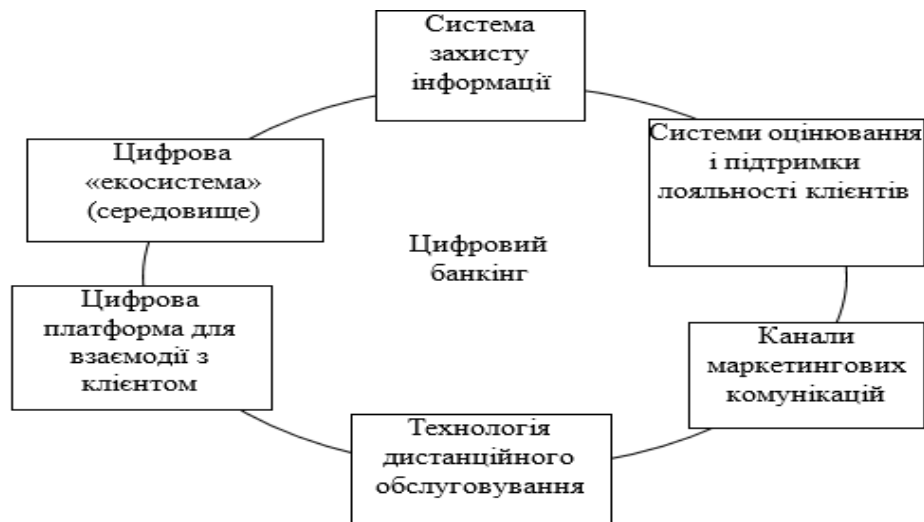 Система
захисту
інформації
Системи оцінювання
і підтримки
лояльності клієнтів
Цифрова
«екосистема»
(середовище)
Цифровий
банкінг
Цифрова
платформа для
взаємодії з
клієнтом
Канали
маркетингових
комунікацій
Технологія
дистанційного
обслуговування